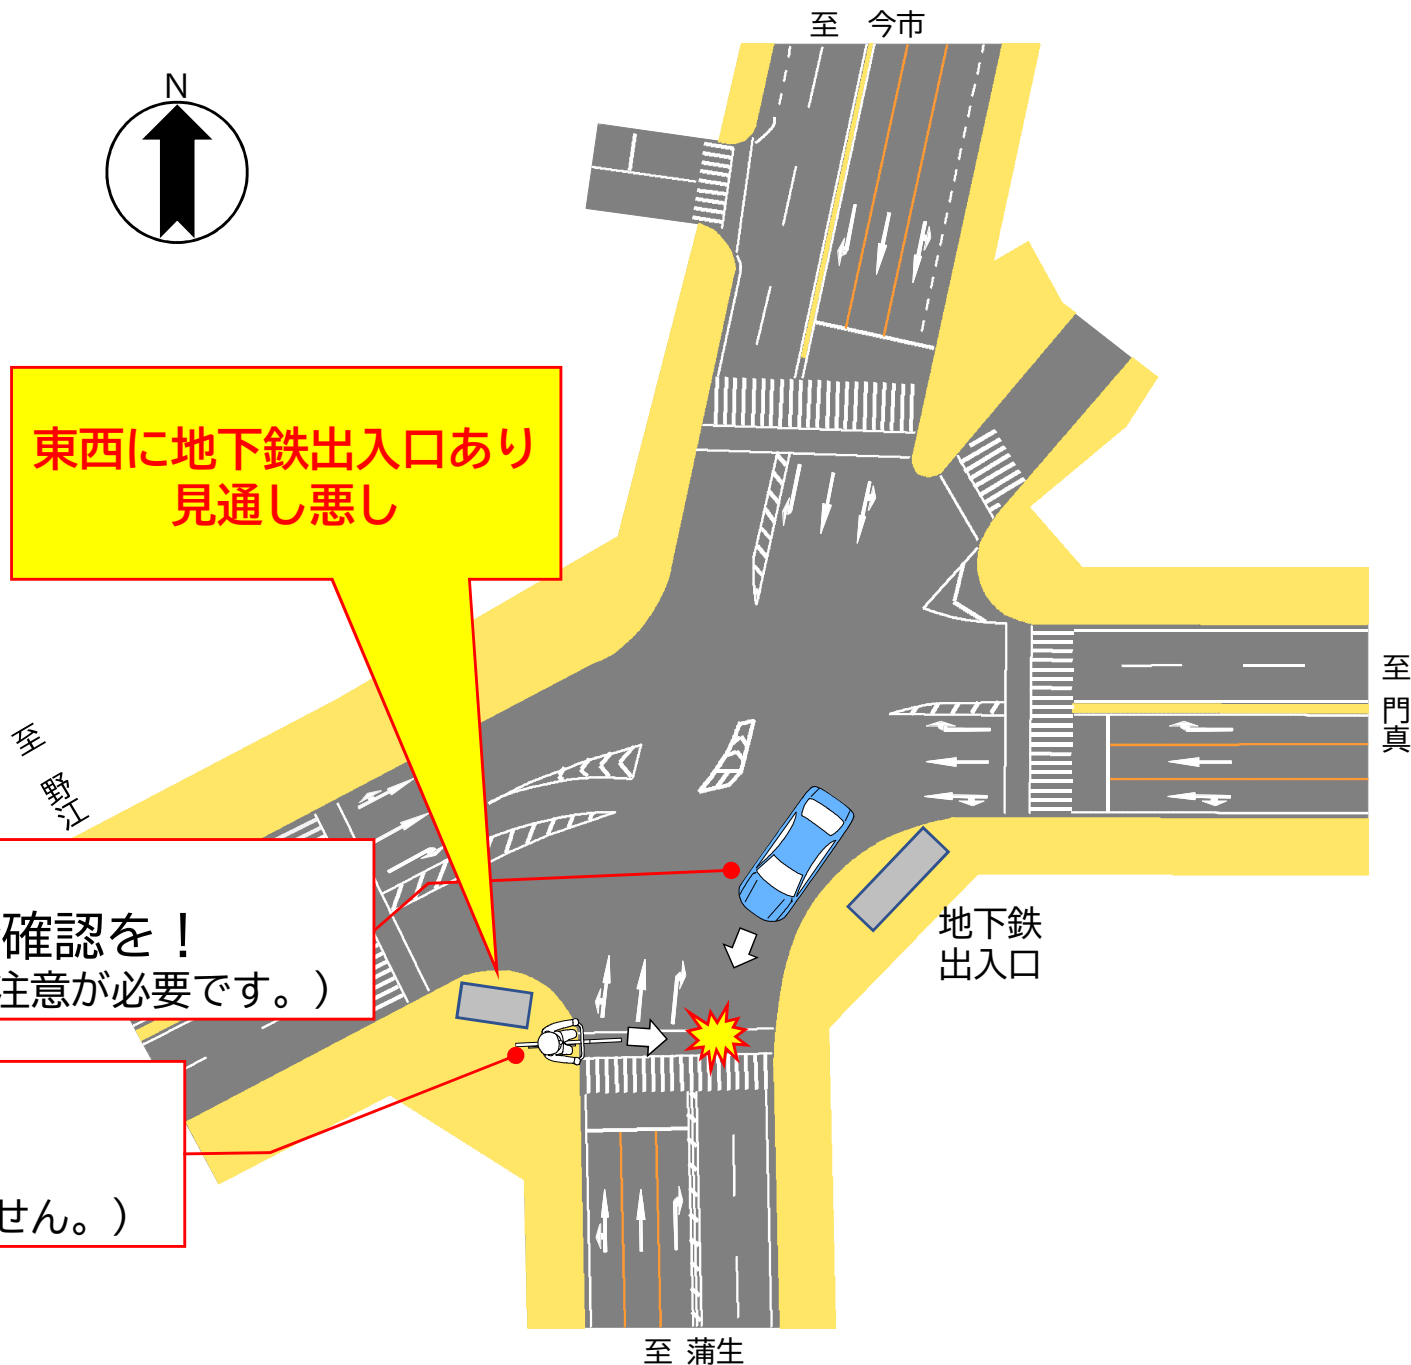 至 今市
N
東西に地下鉄出入口あり
見通し悪し
至 門真
至 野江
確認を！
注意が必要です。）
地下鉄
出入口
せん。）
至 蒲生